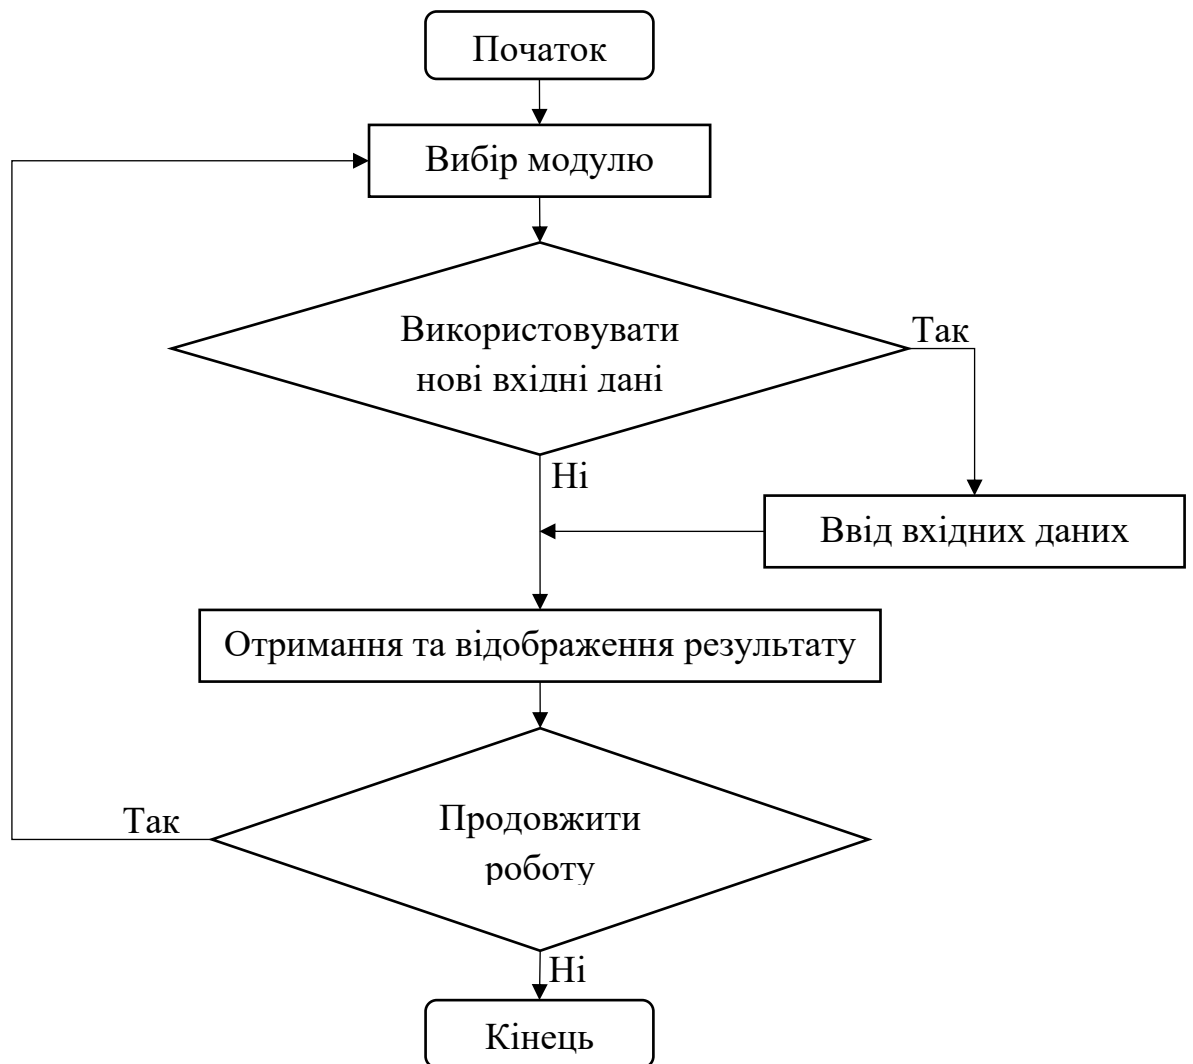 Початок
Вибір модулю
Використовувати
нові вхідні дані
Так
Ні
Ввід вхідних даних
Отримання та відображення результату
Продовжити
роботу
Так
Ні
Кінець